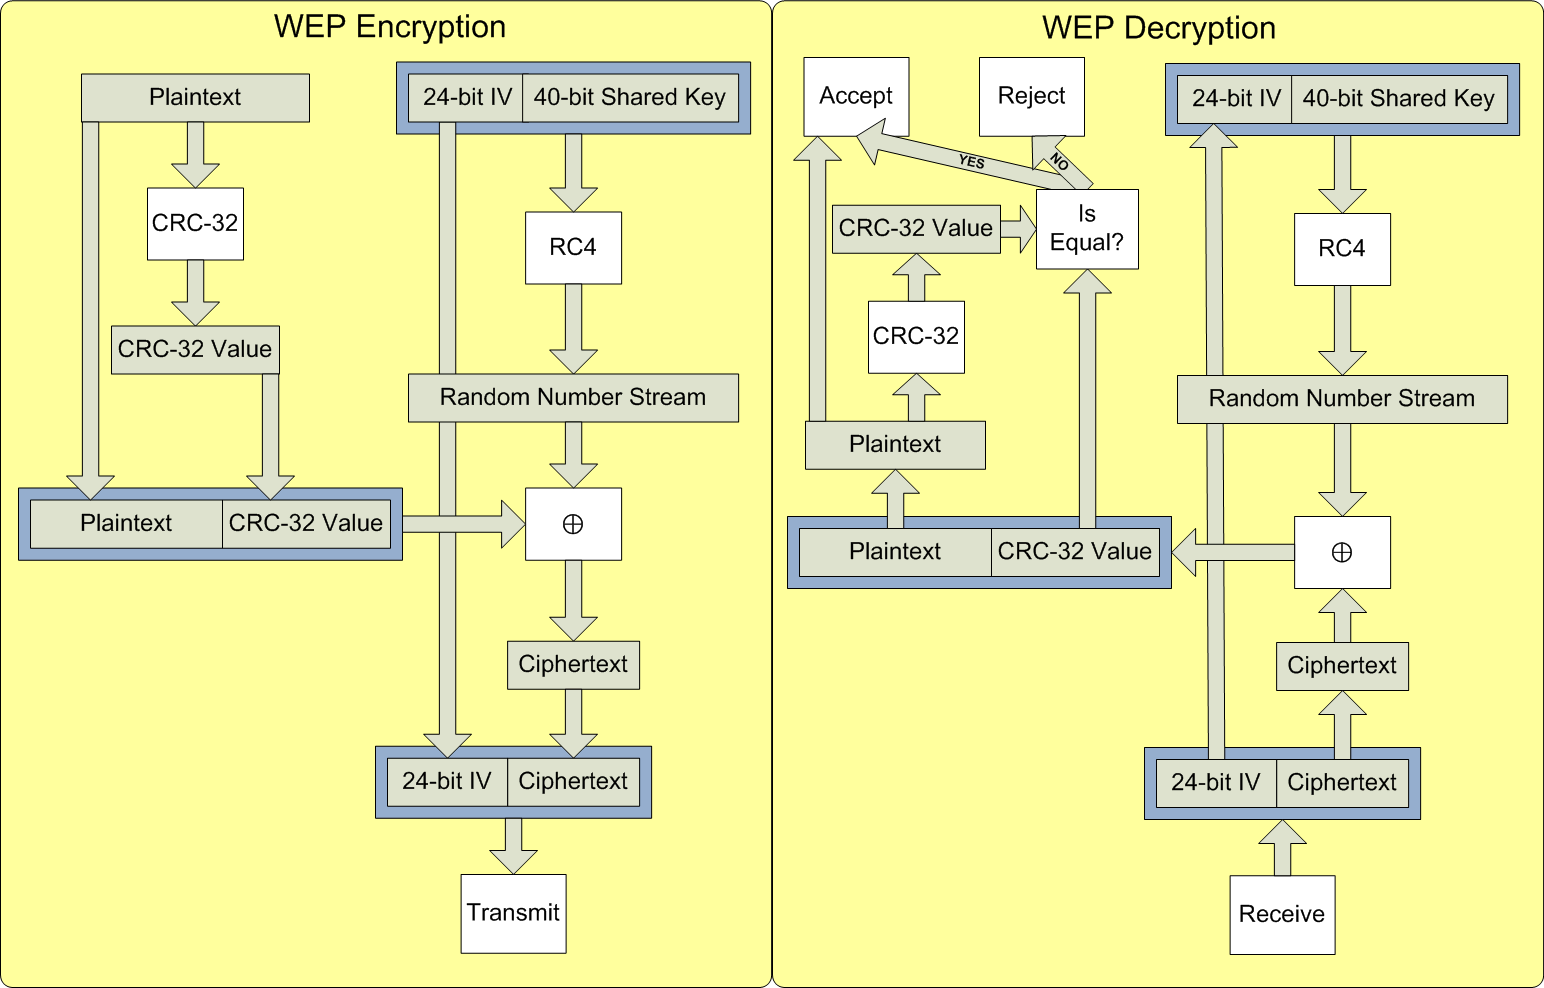 WEP Encryption
Plaintext
24-bit IV
40-bit Shared Key
CRC-32
RC4
CRC-32 Value
Random Number Stream
Plaintext
CRC-32 Value
⊕
Ciphertext
24-bit IV
Ciphertext
Transmit
WEP Decryption
Accept
Reject
24-bit IV
40-bit Shared Key
YES
NO
CRC-32 Value
Is
Equal?
RC4
CRC-32
Random Number Stream
Plaintext
Plaintext
CRC-32 Value
⊕
Ciphertext
24-bit IV
Ciphertext
Receive